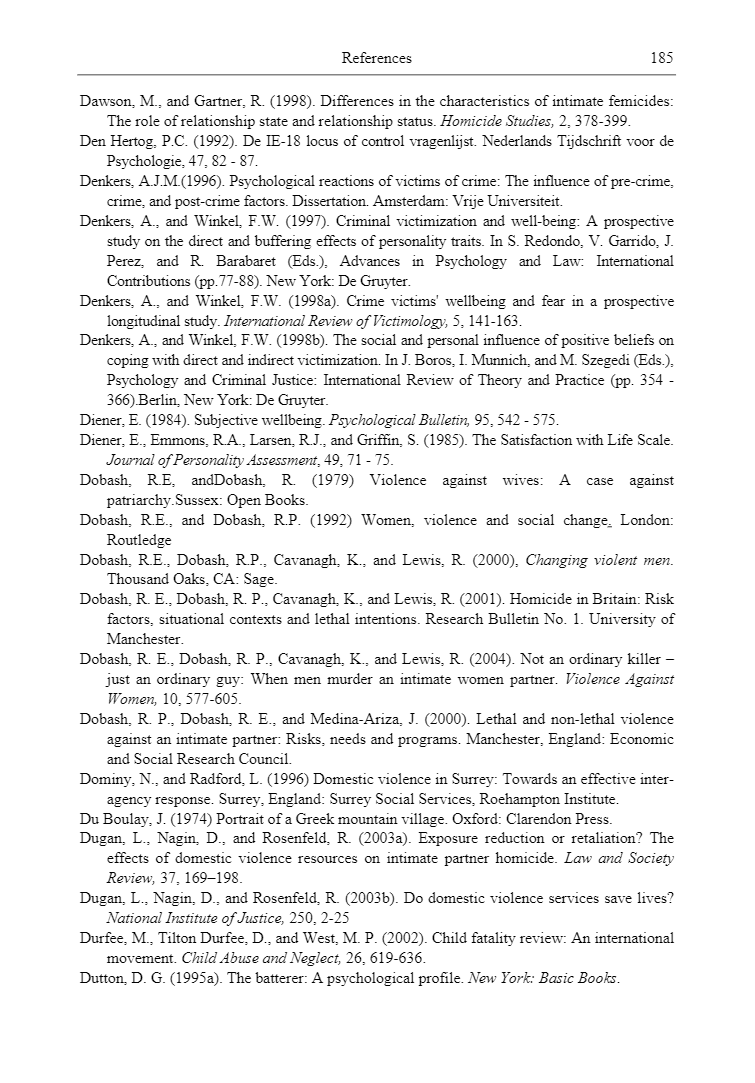 References 185
Dawson, M., and Gartner, R. (1998). Differences in the characteristics of intimate femicides:
The role of relationship state and relationship status. Homicide Studies, 2, 378-399.
Den Hertog, P.C. (1992). De IE-18 locus of control vragenlijst. Nederlands Tijdschrift voor de
Psychologie, 47, 82 - 87.
Denkers, A.J.M.(1996). Psychological reactions of victims of crime: The influence of pre-crime,
crime, and post-crime factors. Dissertation. Amsterdam: Vrije Universiteit.
Denkers, A., and Winkel, F.W. (1997). Criminal victimization and well-being: A prospective
study on the direct and buffering effects of personality traits. In S. Redondo, V. Garrido, J.
Perez, and R. Barabaret (Eds.), Advances in Psychology and Law: International
Contributions (pp.77-88). New York: De Gruyter.
Denkers, A., and Winkel, F.W. (1998a). Crime victims' wellbeing and fear in a prospective
longitudinal study. International Review of Victimology, 5, 141-163.
Denkers, A., and Winkel, F.W. (1998b). The social and personal influence of positive beliefs on
coping with direct and indirect victimization. In J. Boros, I. Munnich, and M. Szegedi (Eds.),
Psychology and Criminal Justice: International Review of Theory and Practice (pp. 354 -
366).Berlin, New York: De Gruyter.
Diener, E. (1984). Subjective wellbeing. Psychological Bulletin, 95, 542 - 575.
Diener, E., Emmons, R.A., Larsen, R.J., and Griffin, S. (1985). The Satisfaction with Life Scale.
Journal of Personality Assessment, 49, 71 - 75.
Dobash, R.E, andDobash, R. (1979) Violence against wives: A case against
patriarchy.Sussex: Open Books.
Dobash, R.E., and Dobash, R.P. (1992) Women, violence and social change. London:
Routledge
Dobash, R.E., Dobash, R.P., Cavanagh, K., and Lewis, R. (2000), Changing violent men.
Thousand Oaks, CA: Sage.
Dobash, R. E., Dobash, R. P., Cavanagh, K., and Lewis, R. (2001). Homicide in Britain: Risk
factors, situational contexts and lethal intentions. Research Bulletin No. 1. University of
Manchester.
Dobash, R. E., Dobash, R. P., Cavanagh, K., and Lewis, R. (2004). Not an ordinary killer –
just an ordinary guy: When men murder an intimate women partner. Violence Against
Women, 10, 577-605.
Dobash, R. P., Dobash, R. E., and Medina-Ariza, J. (2000). Lethal and non-lethal violence
against an intimate partner: Risks, needs and programs. Manchester, England: Economic
and Social Research Council.
Dominy, N., and Radford, L. (1996) Domestic violence in Surrey: Towards an effective inter-
agency response. Surrey, England: Surrey Social Services, Roehampton Institute.
Du Boulay, J. (1974) Portrait of a Greek mountain village. Oxford: Clarendon Press.
Dugan, L., Nagin, D., and Rosenfeld, R. (2003a). Exposure reduction or retaliation? The
effects of domestic violence resources on intimate partner homicide. Law and Society
Review, 37, 169–198.
Dugan, L., Nagin, D., and Rosenfeld, R. (2003b). Do domestic violence services save lives?
National Institute of Justice, 250, 2-25
Durfee, M., Tilton Durfee, D., and West, M. P. (2002). Child fatality review: An international
movement. Child Abuse and Neglect, 26, 619-636.
Dutton, D. G. (1995a). The batterer: A psychological profile. New York: Basic Books.